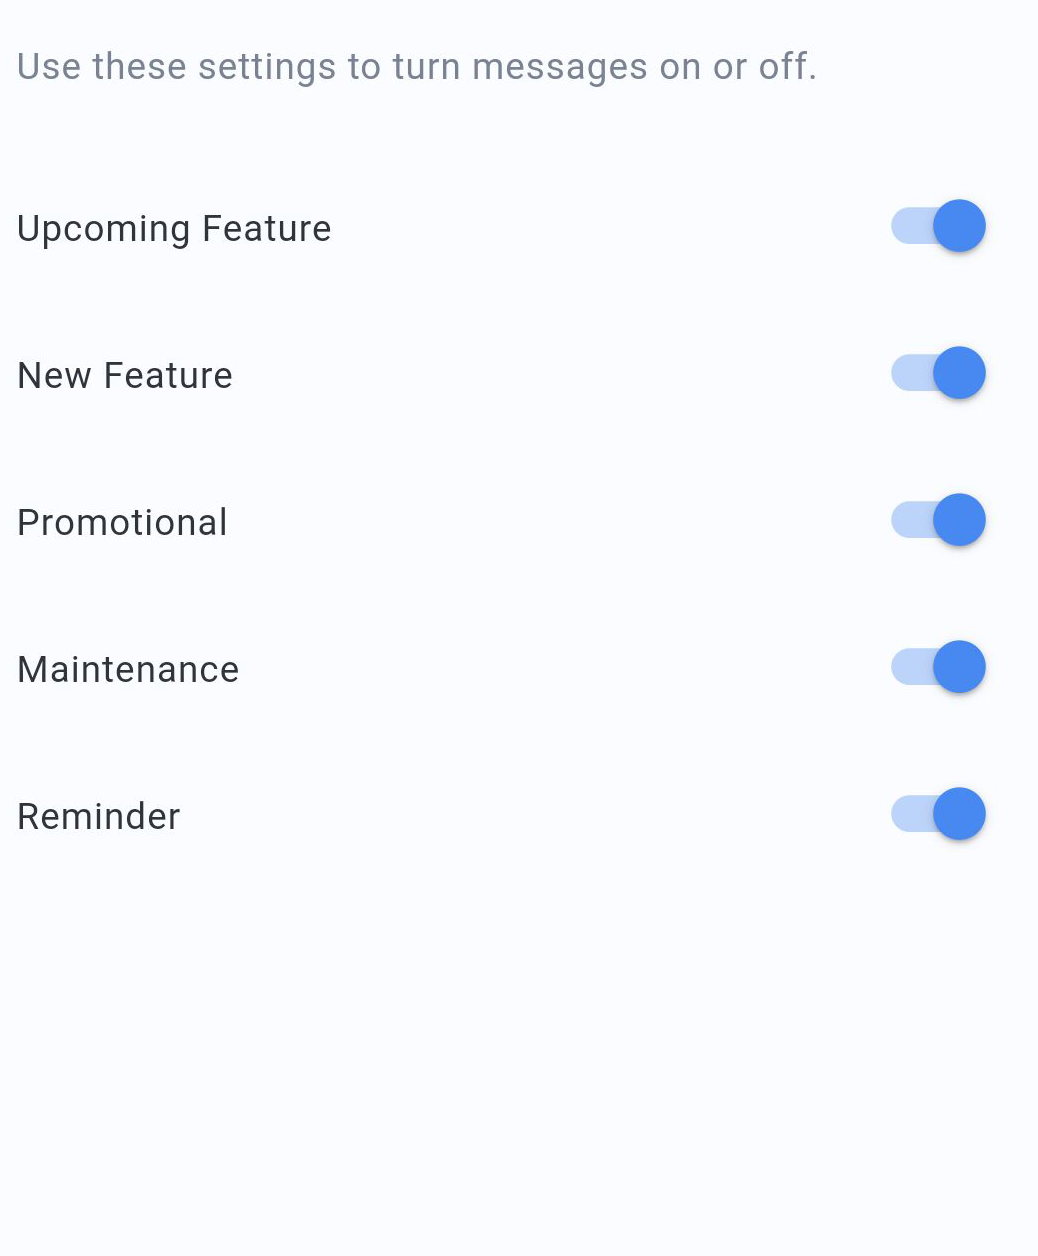 Use these settings to turn messages on or off.
Upcoming Feature
New Feature
Promotional
Maintenance
Reminder